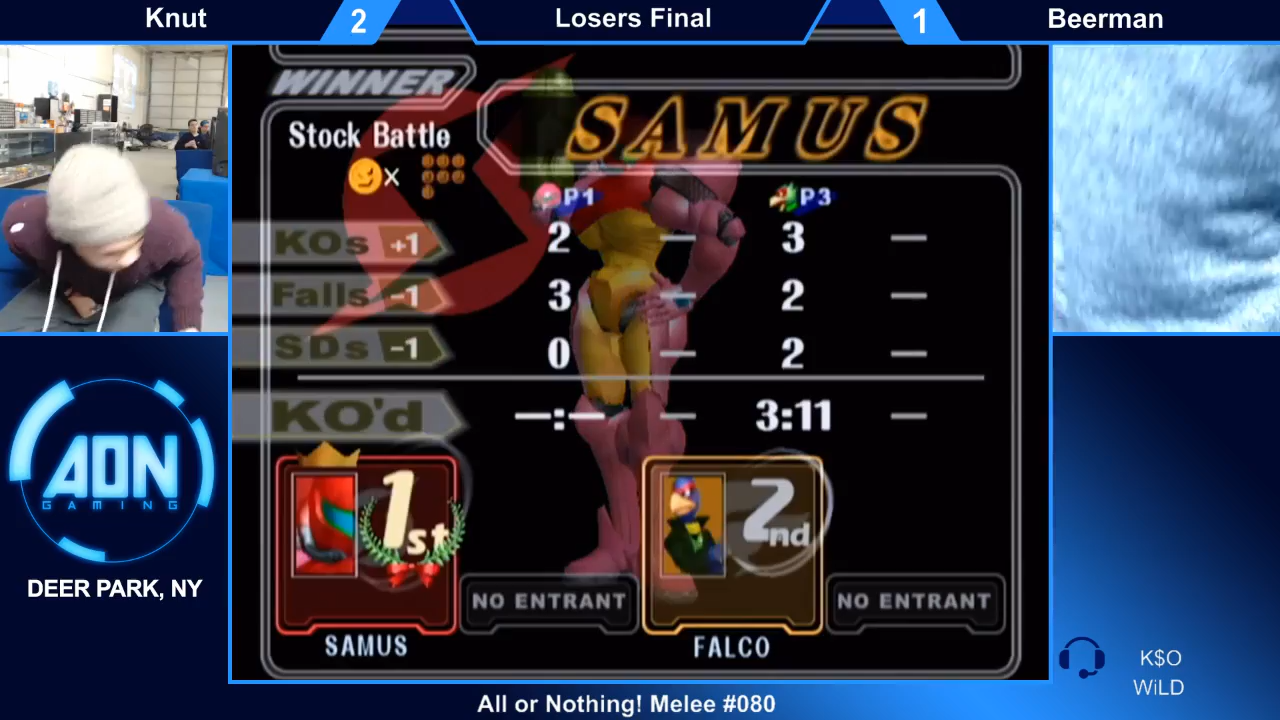 Knut
2
Losers Final
1
Beerman
WINNER
SAMUS
Stock Battle
×
P1
P3
KOs +1 2 — 3 —
Falls -1 3 — 2 —
SDs -1 0 — 2 —
KO'd —:— — 3:11 —
1st
2nd
NO ENTRANT
NO ENTRANT
SAMUS
FALCO
AON
GAMING
DEER PARK, NY
K$O
WiLD
All or Nothing! Melee #080